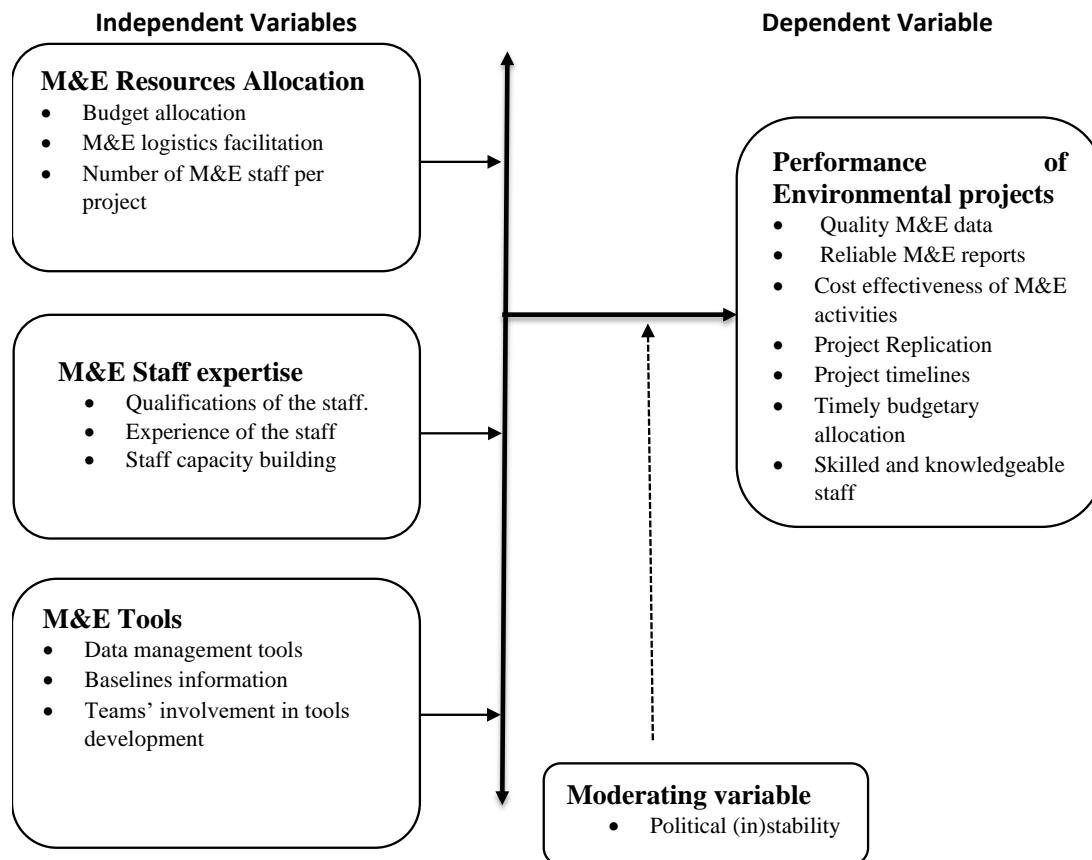 Independent Variables
Dependent Variable
M&E Resources Allocation
• Budget allocation
• M&E logistics facilitation
• Number of M&E staff per
project
M&E Staff expertise
• Qualifications of the staff.
• Experience of the staff
• Staff capacity building
M&E Tools
• Data management tools
• Baselines information
• Teams’ involvement in tools
development
Performance of
Environmental projects
• Quality M&E data
• Reliable M&E reports
• Cost effectiveness of M&E
activities
• Project Replication
• Project timelines
• Timely budgetary
allocation
• Skilled and knowledgeable
staff
Moderating variable
• Political (in)stability